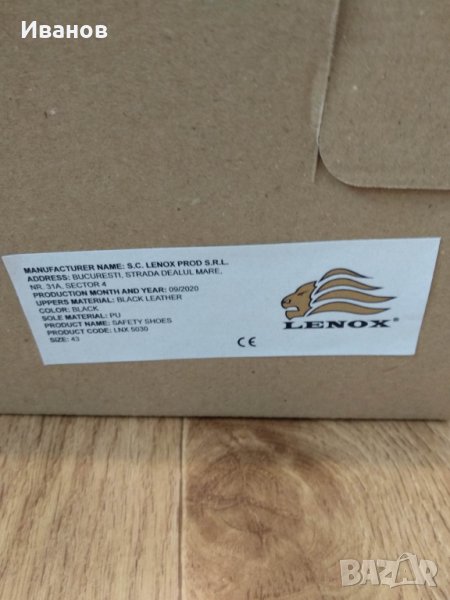 Иванов
MANUFACTURER NAME: S.C. LENOX PROD S.R.L.
ADDRESS: BUCURESTI, STRADA DEALUL MARE,
NR. 31A, SECTOR 4
PRODUCTION MONTH AND YEAR: 09/2020
UPPERS MATERIAL: BLACK LEATHER
COLOR: BLACK
SOLE MATERIAL: PU
PRODUCT NAME: SAFETY SHOES
PRODUCT CODE: LNX 5030
SIZE: 43
CE
LENOX®
BAZAR